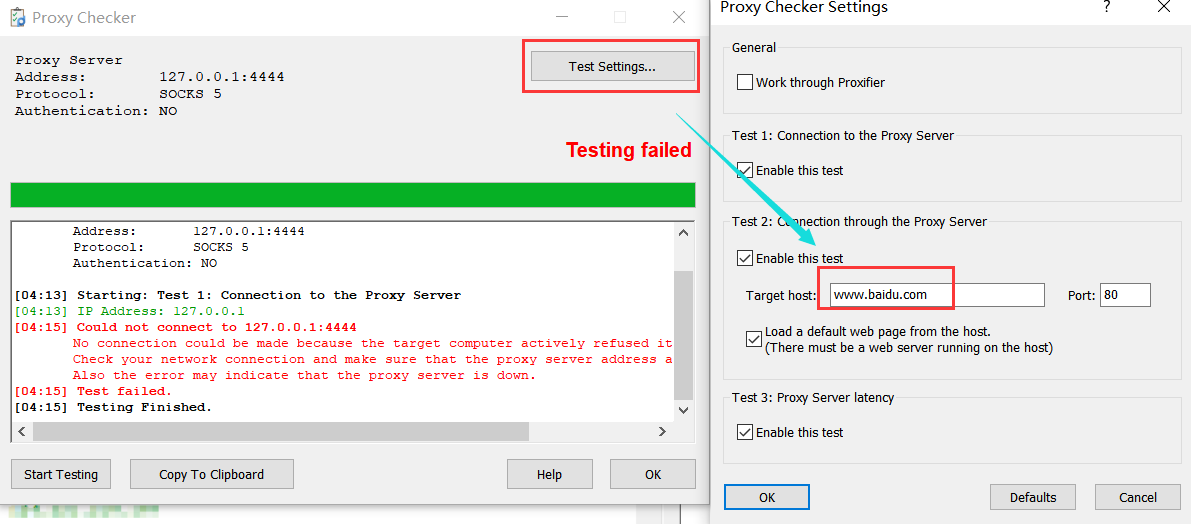 Proxy Checker
Proxy Server
Address: 127.0.0.1:4444
Protocol: SOCKS 5
Authentication: NO
Test Settings...
Testing failed
Address: 127.0.0.1:4444
Protocol: SOCKS 5
Authentication: NO
[04:13] Starting: Test 1: Connection to the Proxy Server
[04:13] IP Address: 127.0.0.1
[04:15] Could not connect to 127.0.0.1:4444
No connection could be made because the target computer actively refused it
Check your network connection and make sure that the proxy server address a
Also the error may indicate that the proxy server is down.
[04:15] Test failed.
[04:15] Testing Finished.
Start Testing
Copy To Clipboard
Help
OK
Proxy Checker Settings
?
General
Work through Proxifier
Test 1: Connection to the Proxy Server
Enable this test
Test 2: Connection through the Proxy Server
Enable this test
Target host: www.baidu.com Port: 80
Load a default web page from the host.
(There must be a web server running on the host)
Test 3: Proxy Server latency
Enable this test
OK
Defaults
Cancel